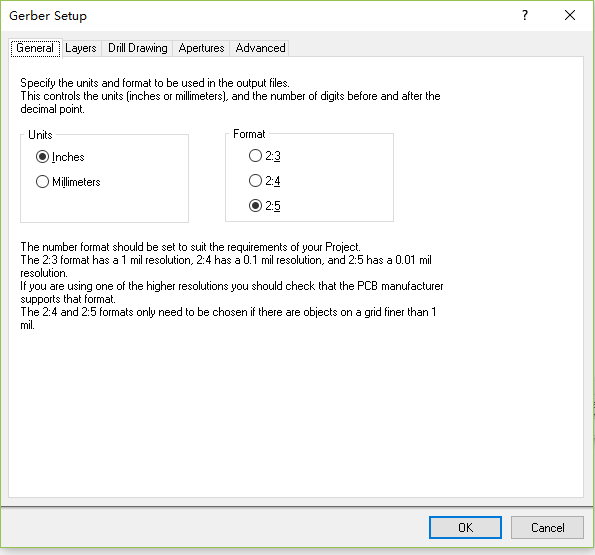 Gerber Setup
?
General Layers Drill Drawing Apertures Advanced
Specify the units and format to be used in the output files.
This controls the units (inches or millimeters), and the number of digits before and after the
decimal point.
Units
Inches
Millimeters
Format
2:3
2:4
2:5
The number format should be set to suit the requirements of your Project.
The 2:3 format has a 1 mil resolution, 2:4 has a 0.1 mil resolution, and 2:5 has a 0.01 mil
resolution.
If you are using one of the higher resolutions you should check that the PCB manufacturer
supports that format.
The 2:4 and 2:5 formats only need to be chosen if there are objects on a grid finer than 1
mil.
OK Cancel